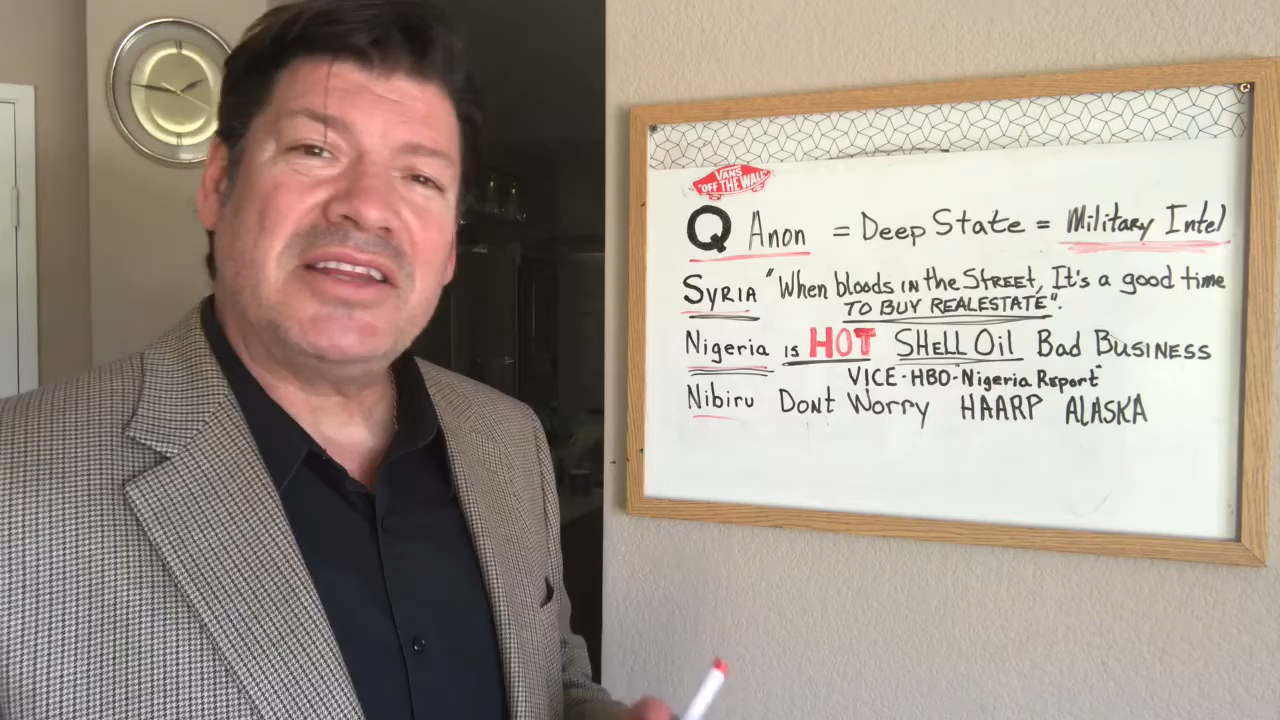 VANS
"OFF THE WALL"
Q Anon = Deep State = Military Intel
SYRIA "When bloods in the STREET, It's a good time
TO BUY REALESTATE".
Nigeria is HOT SHELL Oil Bad BUSINESS
VICE-HBO-"Nigeria Report"
Nibiru Dont Worry HAARP ALASKA